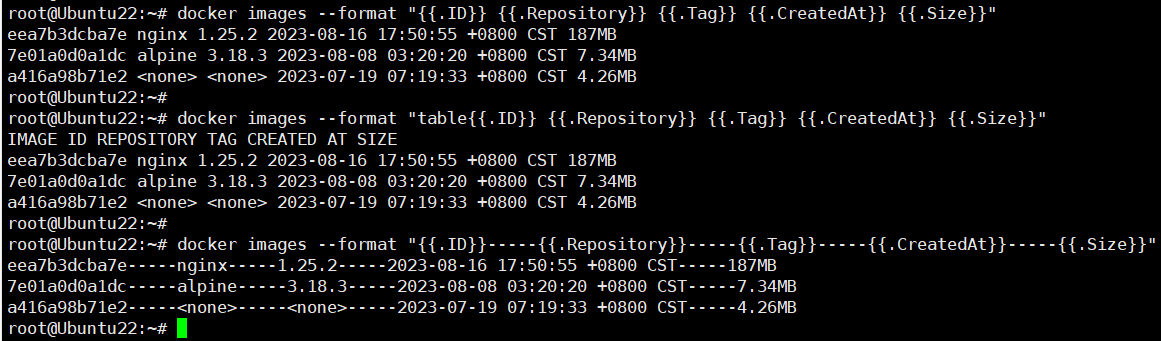 root@Ubuntu22:~# docker images --format "{{.ID}} {{.Repository}} {{.Tag}} {{.CreatedAt}} {{.Size}}"
eea7b3dcba7e nginx 1.25.2 2023-08-16 17:50:55 +0800 CST 187MB
7e01a0d0a1dc alpine 3.18.3 2023-08-08 03:20:20 +0800 CST 7.34MB
a416a98b71e2 <none> <none> 2023-07-19 07:19:33 +0800 CST 4.26MB
root@Ubuntu22:~#
root@Ubuntu22:~# docker images --format "table{{.ID}} {{.Repository}} {{.Tag}} {{.CreatedAt}} {{.Size}}"
IMAGE ID REPOSITORY TAG CREATED AT SIZE
eea7b3dcba7e nginx 1.25.2 2023-08-16 17:50:55 +0800 CST 187MB
7e01a0d0a1dc alpine 3.18.3 2023-08-08 03:20:20 +0800 CST 7.34MB
a416a98b71e2 <none> <none> 2023-07-19 07:19:33 +0800 CST 4.26MB
root@Ubuntu22:~#
root@Ubuntu22:~# docker images --format "{{.ID}}-----{{.Repository}}-----{{.Tag}}-----{{.CreatedAt}}-----{{.Size}}"
eea7b3dcba7e-----nginx-----1.25.2-----2023-08-16 17:50:55 +0800 CST-----187MB
7e01a0d0a1dc-----alpine-----3.18.3-----2023-08-08 03:20:20 +0800 CST-----7.34MB
a416a98b71e2-----<none>-----<none>-----2023-07-19 07:19:33 +0800 CST-----4.26MB
root@Ubuntu22:~#